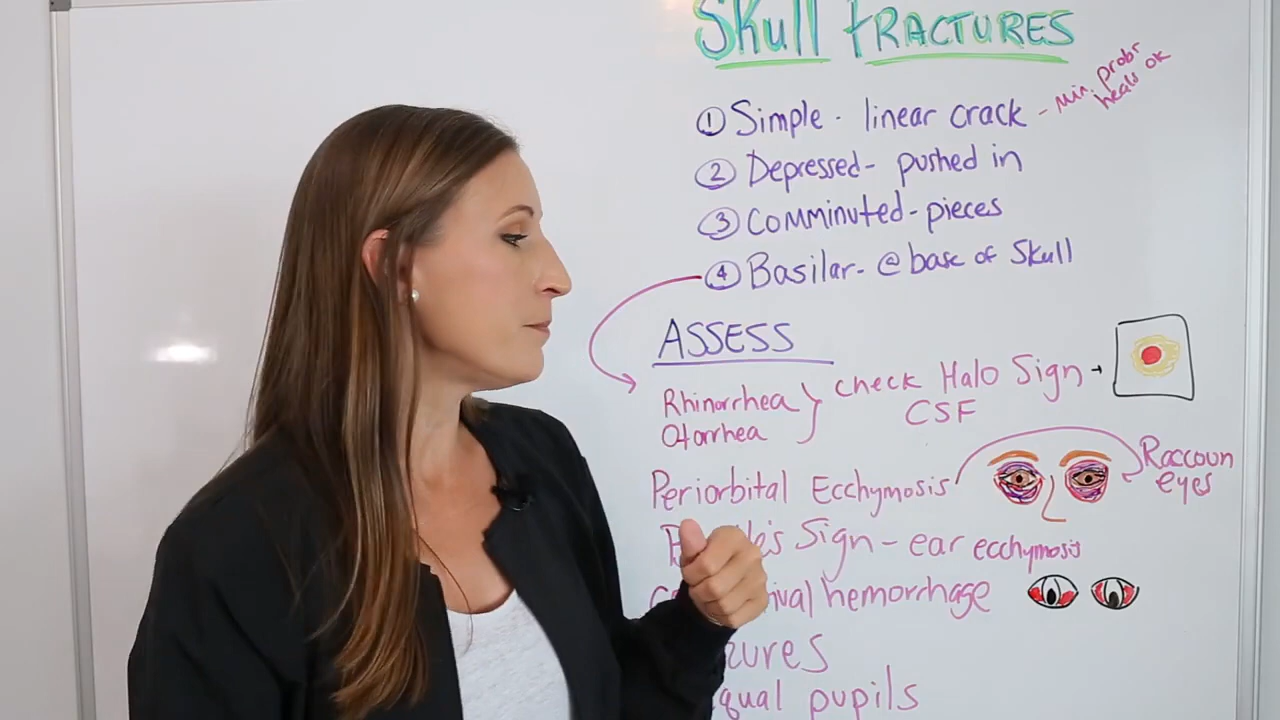 Skull FRACTURES
① Simple - linear crack - Min. probs heals ok
② Depressed - pushed in
③ Comminuted - pieces
④ Basilar - @ base of Skull
ASSESS
Rhinorrhea
Otorrhea
check Halo Sign →
CSF
Periorbital Ecchymosis
Raccoon
eyes
Sign - ear ecchymosis
hemorrhage
pupils